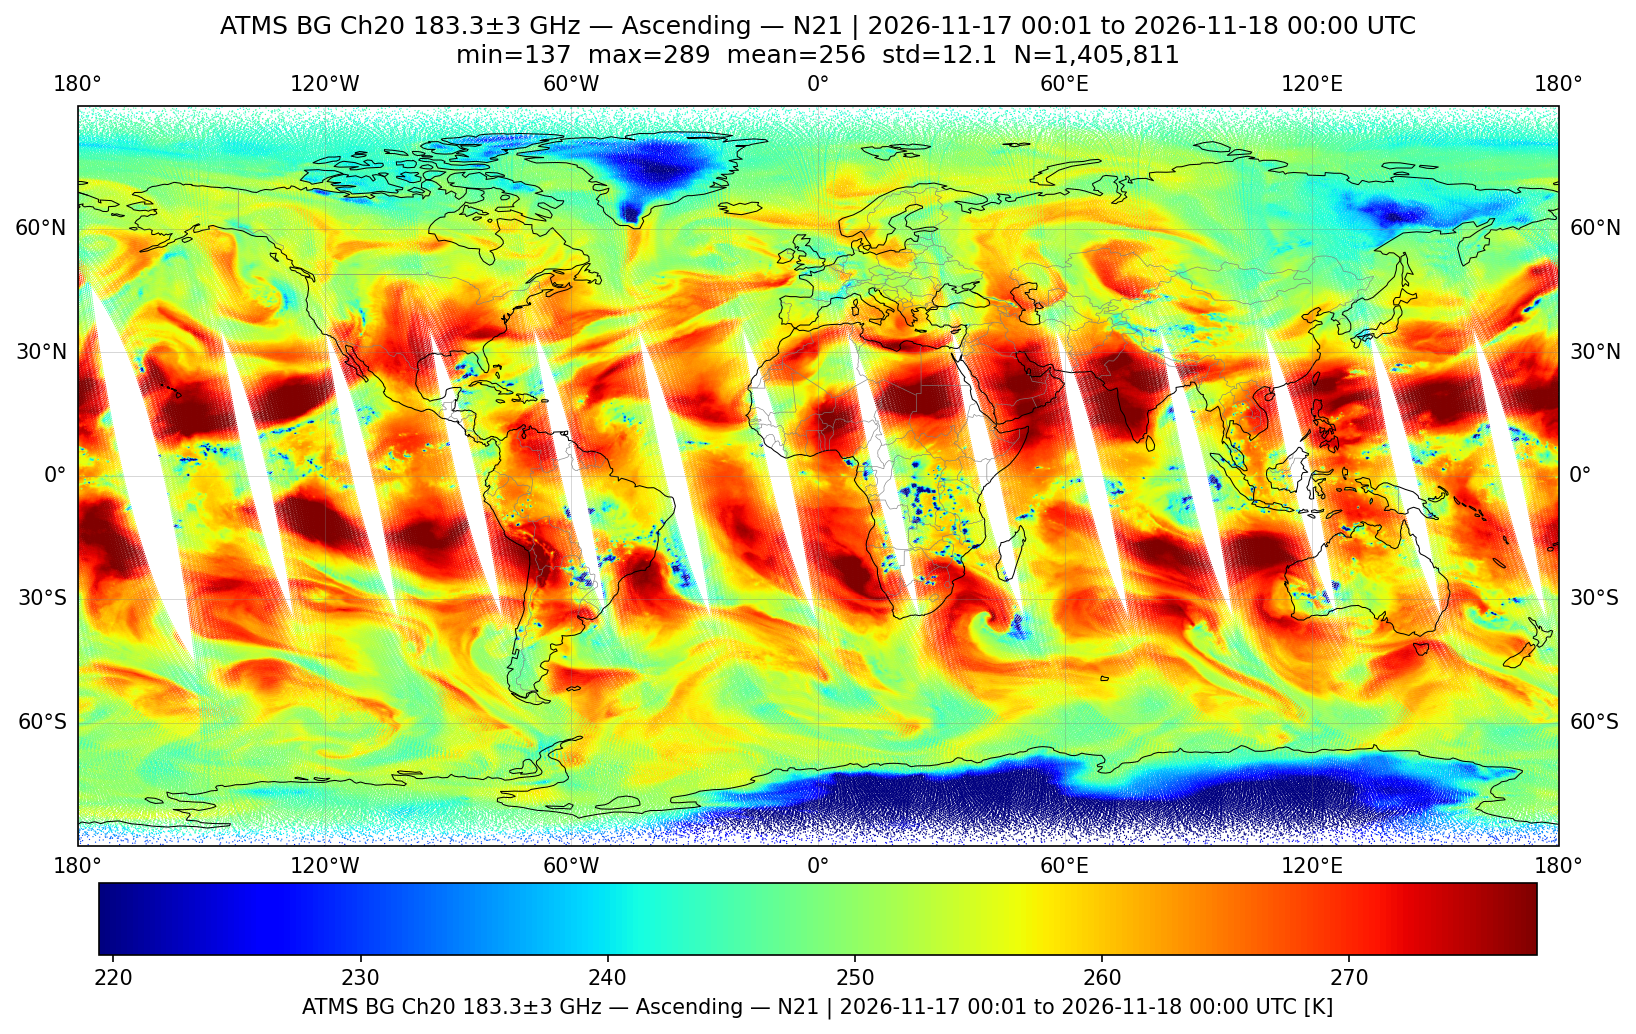 ATMS BG Ch20 183.3±3 GHz — Ascending — N21 | 2026-11-17 00:01 to 2026-11-18 00:00 UTC
min=137 max=289 mean=256 std=12.1 N=1,405,811
180° 120°W 60°W 0° 60°E 120°E 180°
60°N 60°N
30°N 30°N
0° 0°
30°S 30°S
60°S 60°S
180° 120°W 60°W 0° 60°E 120°E 180°
220 230 240 250 260 270
ATMS BG Ch20 183.3±3 GHz — Ascending — N21 | 2026-11-17 00:01 to 2026-11-18 00:00 UTC [K]